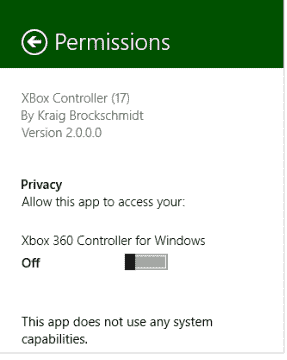 Permissions
XBox Controller (17)
By Kraig Brockschmidt
Version 2.0.0.0
Privacy
Allow this app to access your:
Xbox 360 Controller for Windows
Off
This app does not use any system
capabilities.